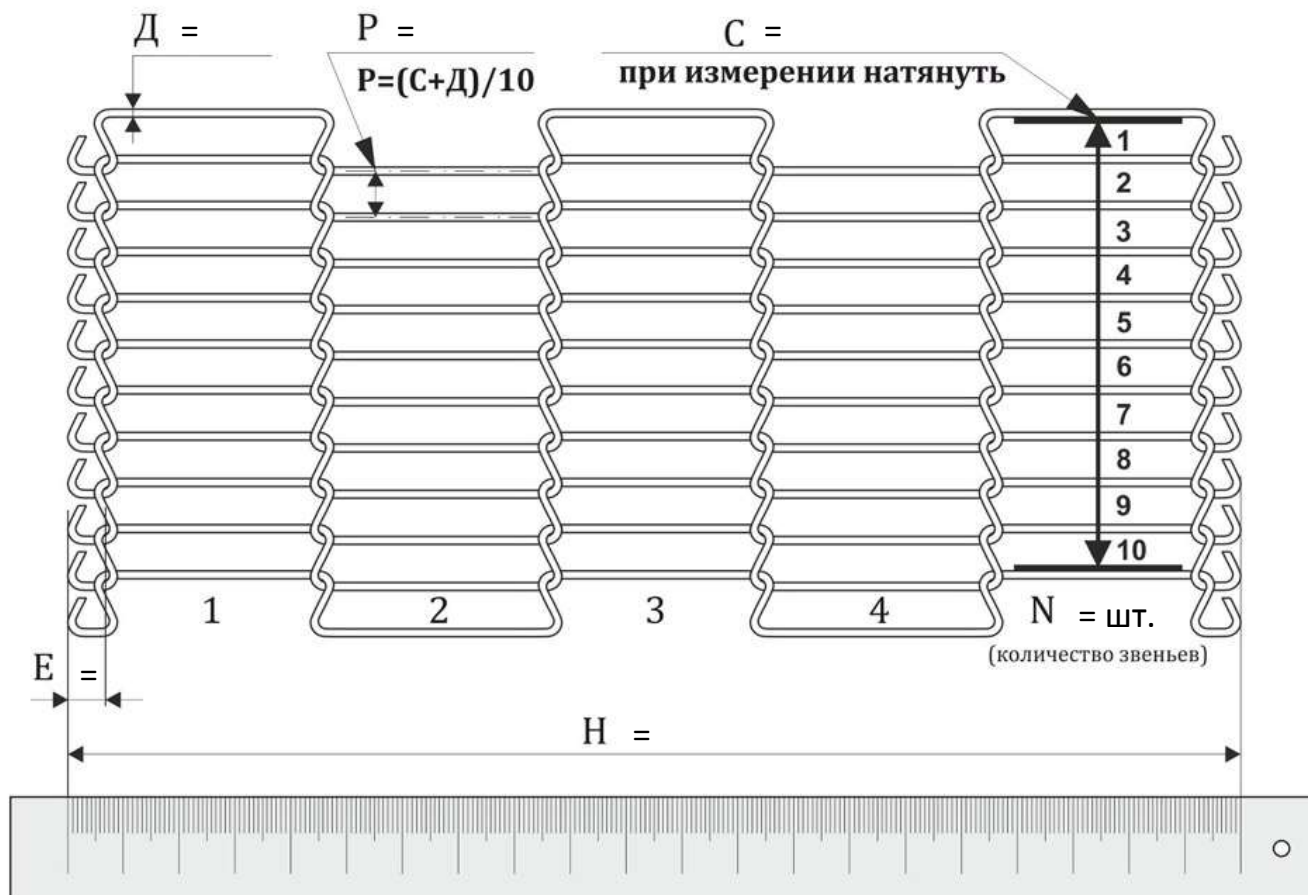 Д =
Р =
Р=(С+Д)/10
С =
при измерении натянуть
1
2
3
4
5
6
7
8
9
10
1 2 3 4 N = шт.
(количество звеньев)
Е =
Н =